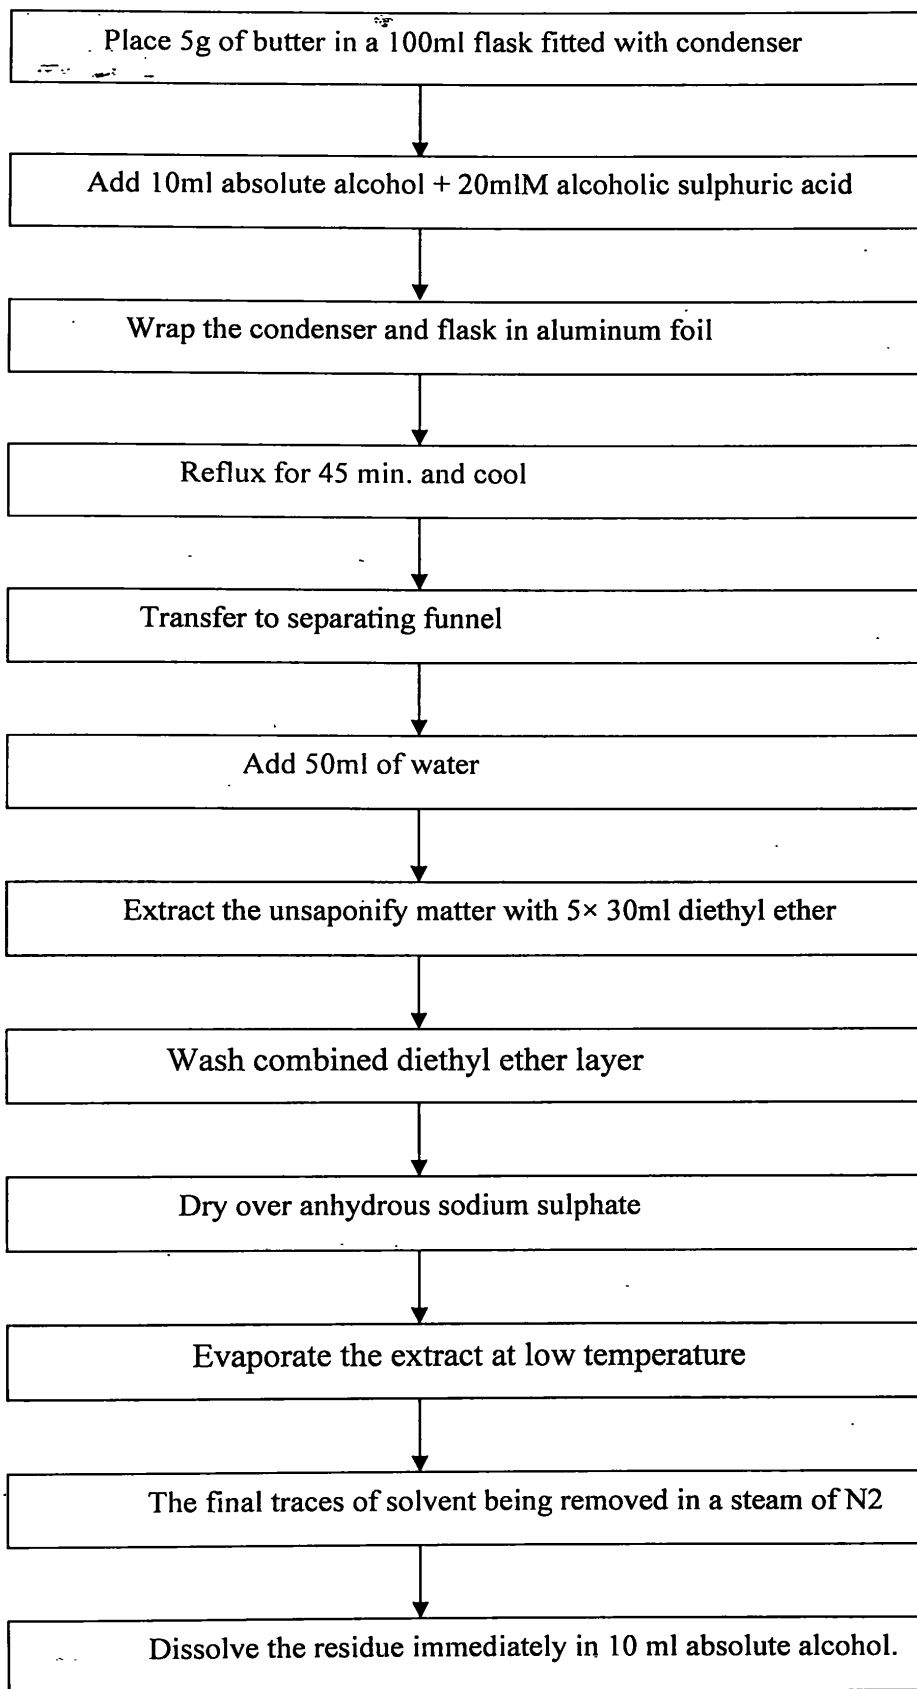 Place 5g of butter in a 100ml flask fitted with condenser
Add 10ml absolute alcohol + 20mlM alcoholic sulphuric acid
Wrap the condenser and flask in aluminum foil
Reflux for 45 min. and cool
Transfer to separating funnel
Add 50ml of water
Extract the unsaponify matter with 5× 30ml diethyl ether
Wash combined diethyl ether layer
Dry over anhydrous sodium sulphate
Evaporate the extract at low temperature
The final traces of solvent being removed in a steam of N2
Dissolve the residue immediately in 10 ml absolute alcohol.